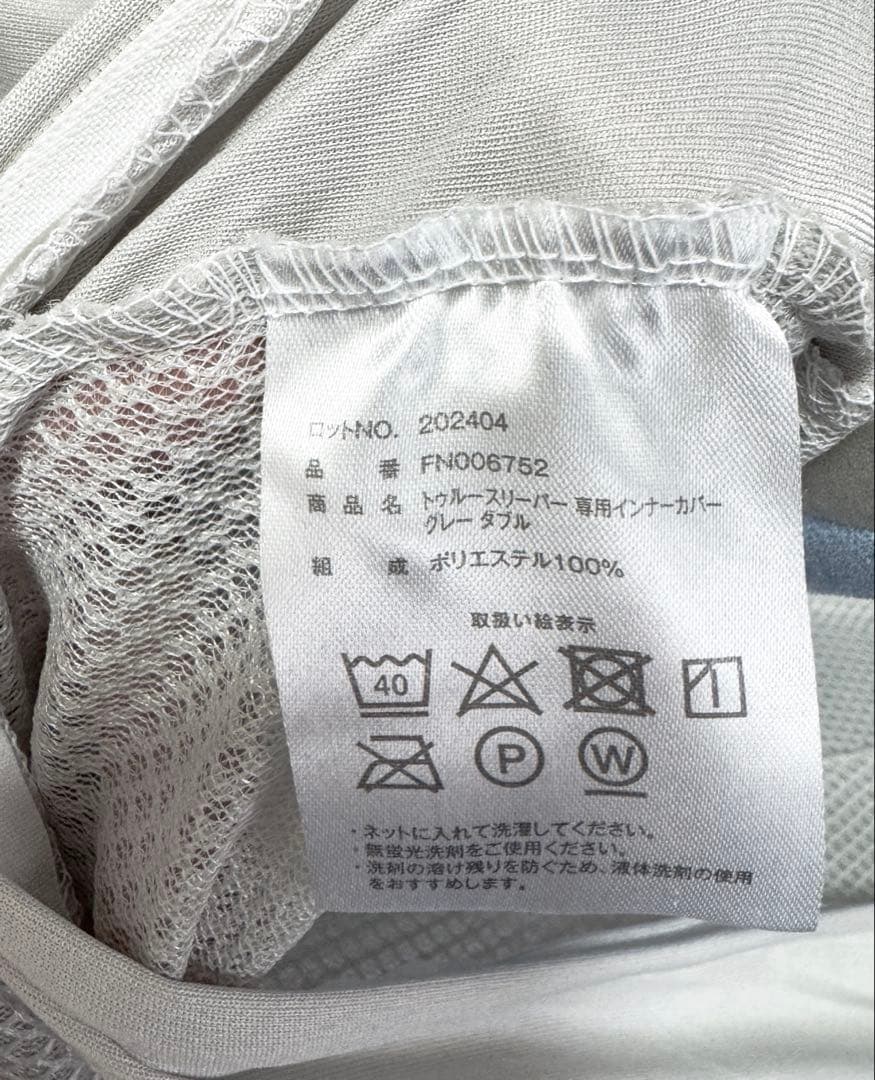 ロットNO. 202404
品番 FN006752
商品名 トゥルースリーパー 専用インナーカバー
グレー ダブル
組成 ポリエステル100%
取扱い絵表示
40
P W
・ネットに入れて洗濯してください。
・無蛍光洗剤をご使用ください。
・洗剤の溶け残りを防ぐため、液体洗剤の使用
をおすすめします。